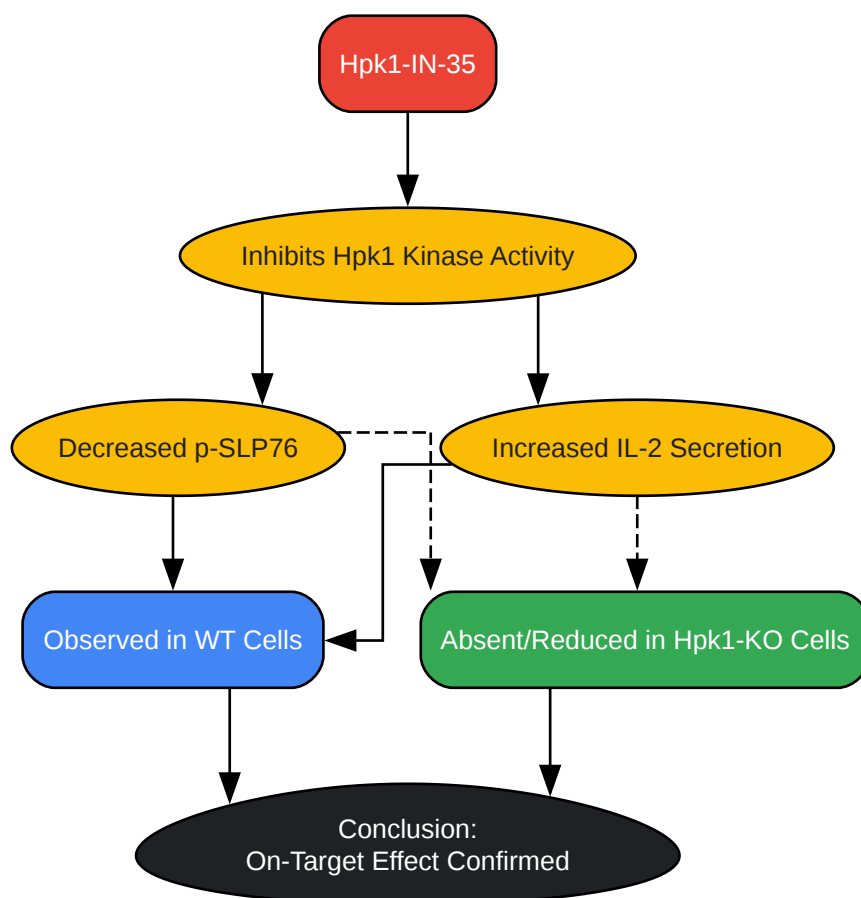 Hpk1-IN-35
Inhibits Hpk1 Kinase Activity
Decreased p-SLP76
Increased IL-2 Secretion
Observed in WT Cells
Absent/Reduced in Hpk1-KO Cells
Conclusion:
On-Target Effect Confirmed